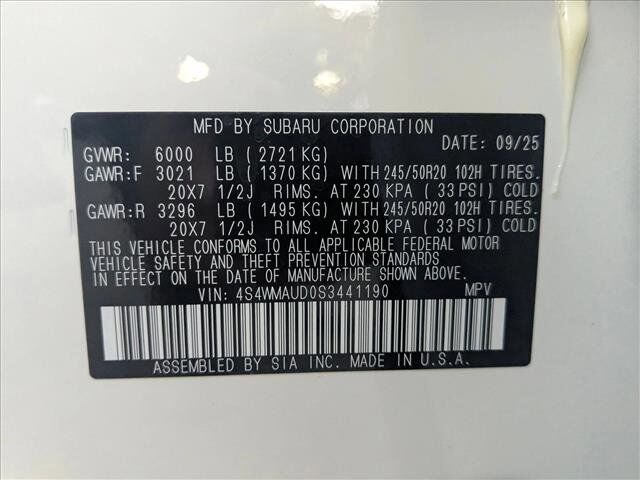 MFD BY SUBARU CORPORATION
DATE: 09/25
GVWR: 6000 LB ( 2721 KG)
GAWR:F 3021 LB ( 1370 KG) WITH 245/50R20 102H TIRES.
20X7 1/2J RIMS. AT 230 KPA ( 33 PSI) COLD
GAWR:R 3296 LB ( 1495 KG) WITH 245/50R20 102H TIRES.
20X7 1/2J RIMS. AT 230 KPA ( 33 PSI) COLD
THIS VEHICLE CONFORMS TO ALL APPLICABLE FEDERAL MOTOR
VEHICLE SAFETY AND THEFT PREVENTION STANDARDS
IN EFFECT ON THE DATE OF MANUFACTURE SHOWN ABOVE.
VIN: 4S4WMAUD0S3441190 MPV
ASSEMBLED BY SIA INC. MADE IN U.S.A.